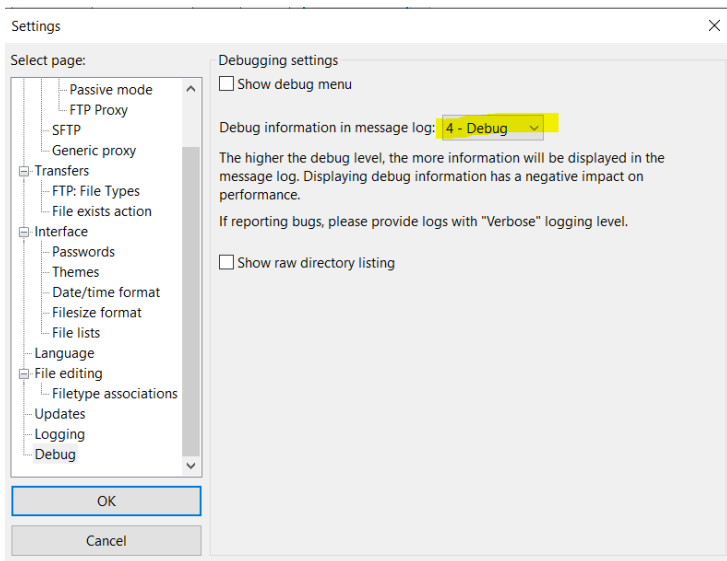 Settings
Select page:
Passive mode
FTP Proxy
SFTP
Generic proxy
Transfers
FTP: File Types
File exists action
Interface
Passwords
Themes
Date/time format
Filesize format
File lists
Language
File editing
Filetype associations
Updates
Logging
Debug
OK
Cancel
Debugging settings
Show debug menu
Debug information in message log: 4 - Debug
The higher the debug level, the more information will be displayed in the
message log. Displaying debug information has a negative impact on
performance.
If reporting bugs, please provide logs with "Verbose" logging level.
Show raw directory listing